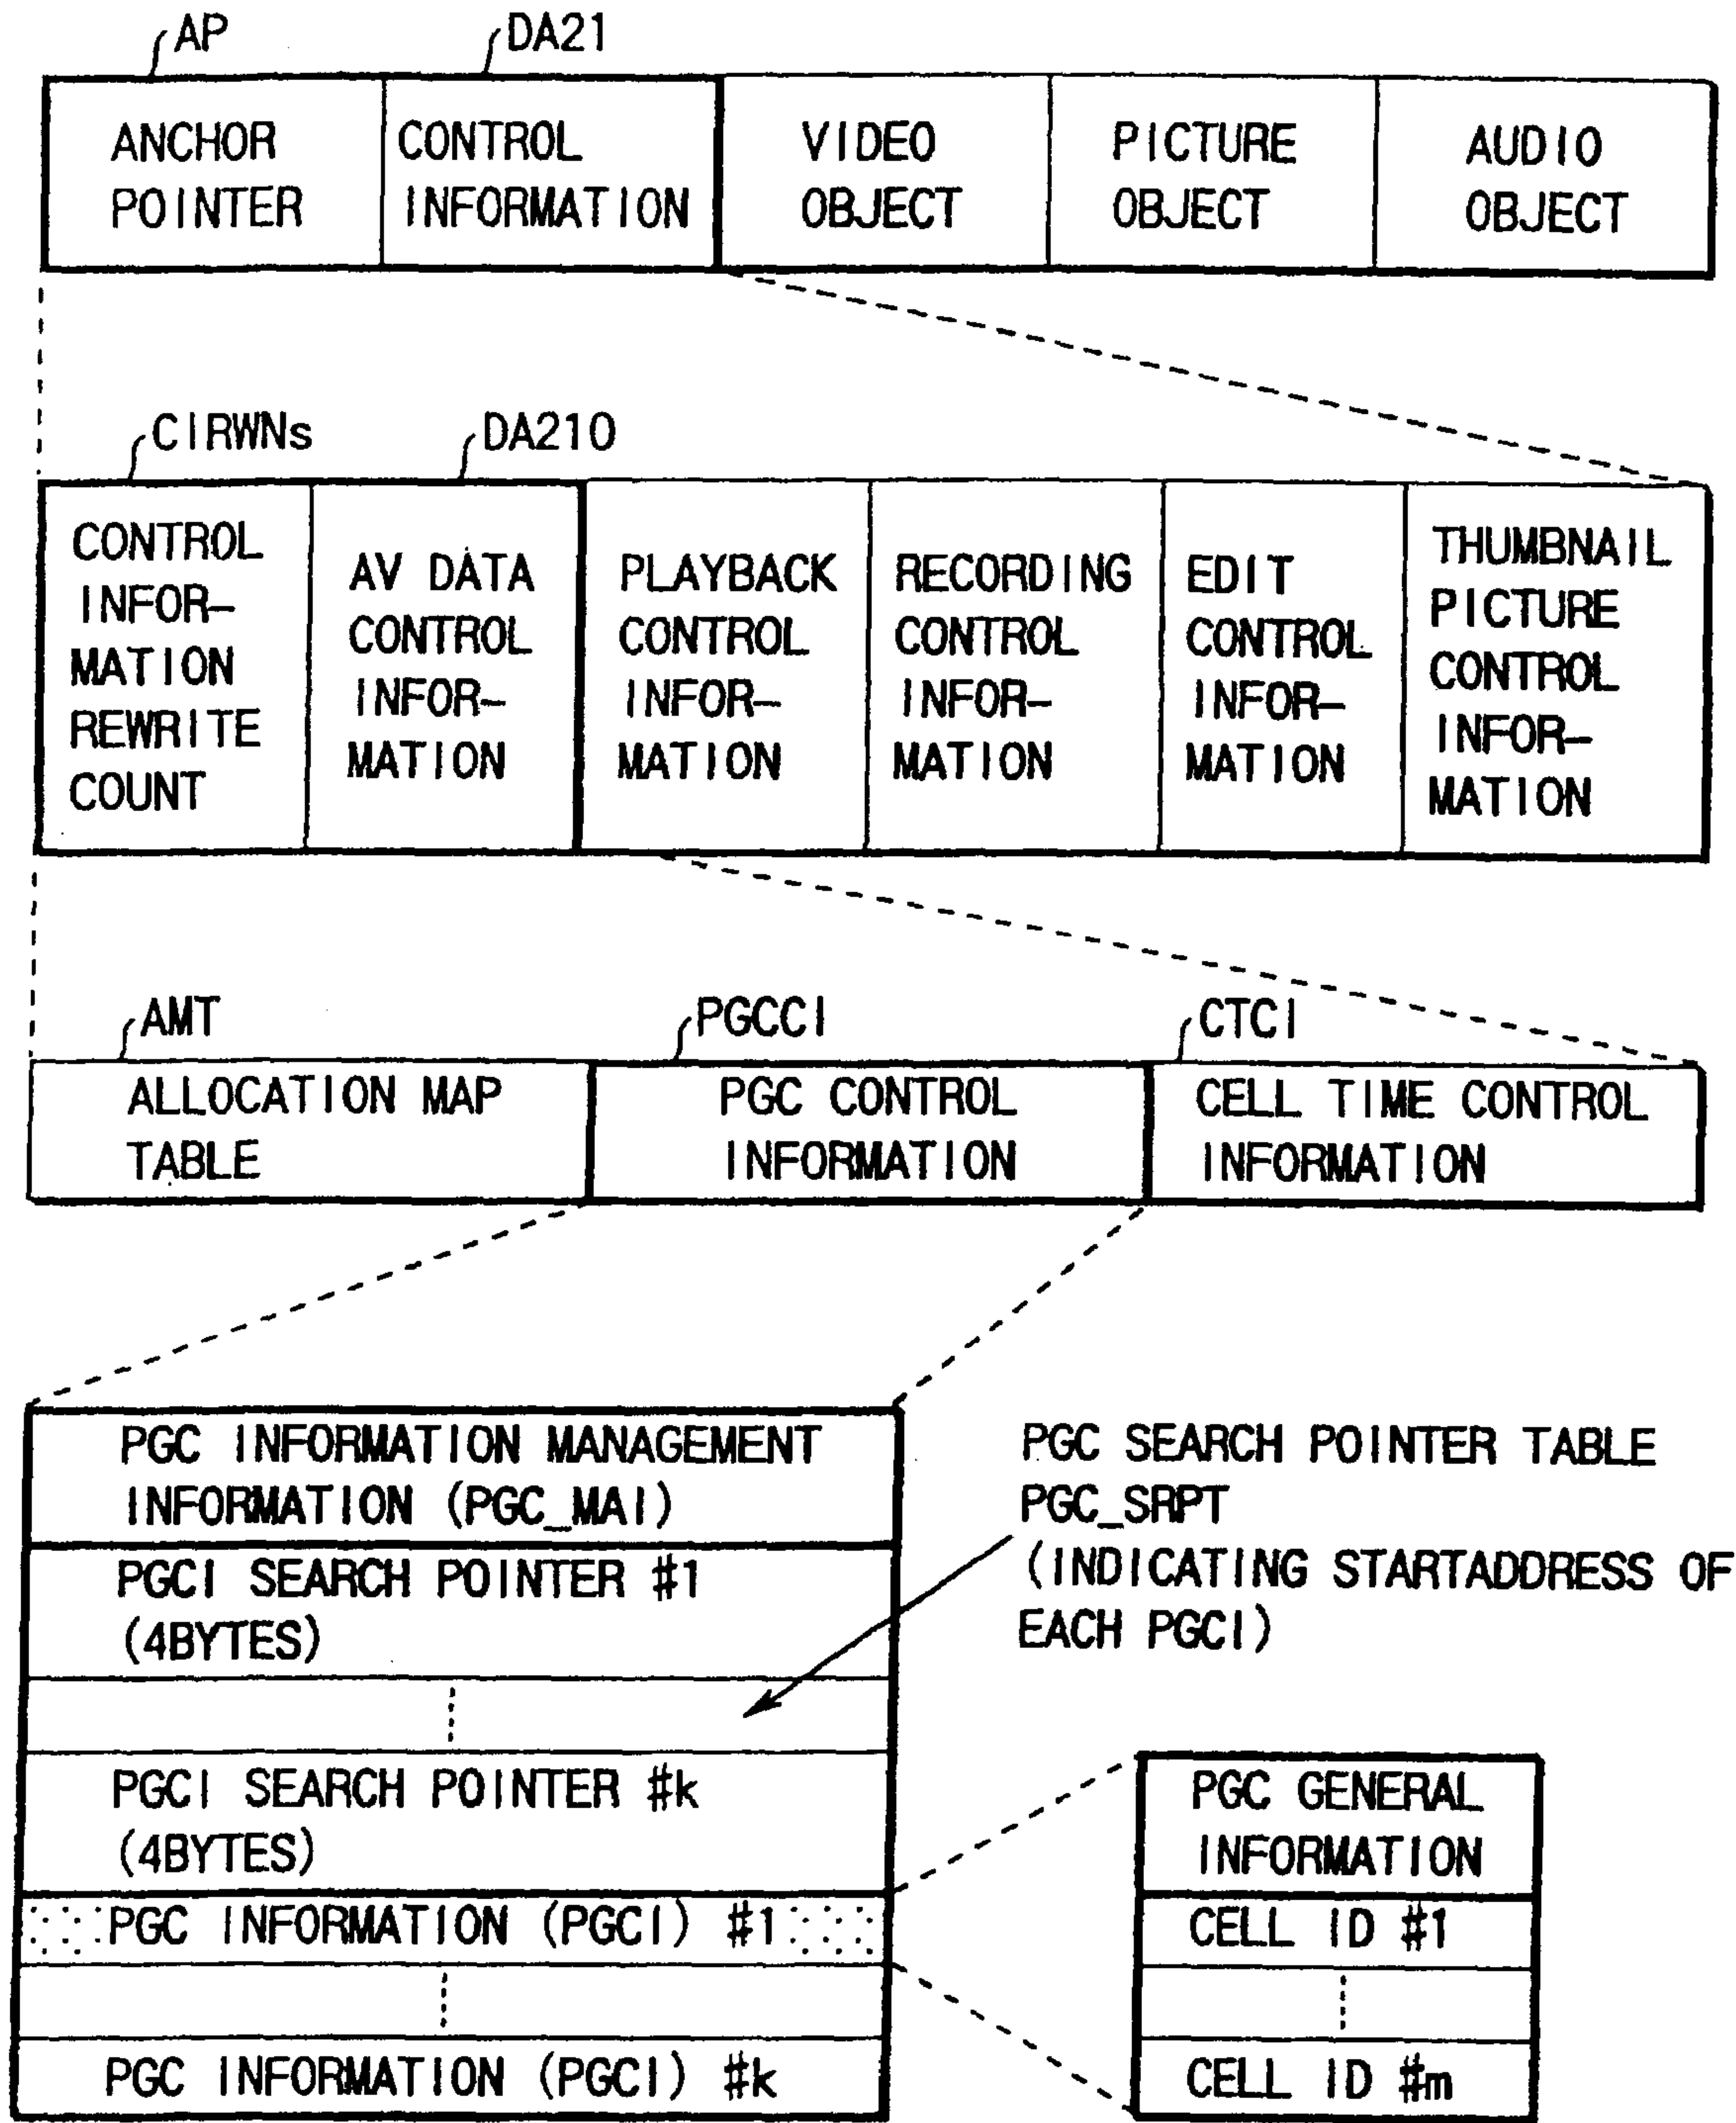 AP
DA21
ANCHOR
POINTER
CONTROL
INFORMATION
VIDEO
OBJECT
PICTURE
OBJECT
AUDIO
OBJECT
CIRWNs
DA210
CONTROL
INFOR-
MATION
REWRITE
COUNT
AV DATA
CONTROL
INFOR-
MATION
PLAYBACK
CONTROL
INFOR-
MATION
RECORDING
CONTROL
INFOR-
MATION
EDIT
CONTROL
INFOR-
MATION
THUMBNAIL
PICTURE
CONTROL
INFOR-
MATION
AMT
PGCCI
CTCI
ALLOCATION MAP
TABLE
PGC CONTROL
INFORMATION
CELL TIME CONTROL
INFORMATION
PGC INFORMATION MANAGEMENT
INFORMATION (PGC_MAI)
PGCI SEARCH POINTER #1
(4BYTES)
PGCI SEARCH POINTER #k
(4BYTES)
PGC INFORMATION (PGCI) #1
PGC INFORMATION (PGCI) #k
PGC SEARCH POINTER TABLE
PGC_SRPT
(INDICATING STARTADDRESS OF
EACH PGCI)
PGC GENERAL
INFORMATION
CELL ID #1
CELL ID #m